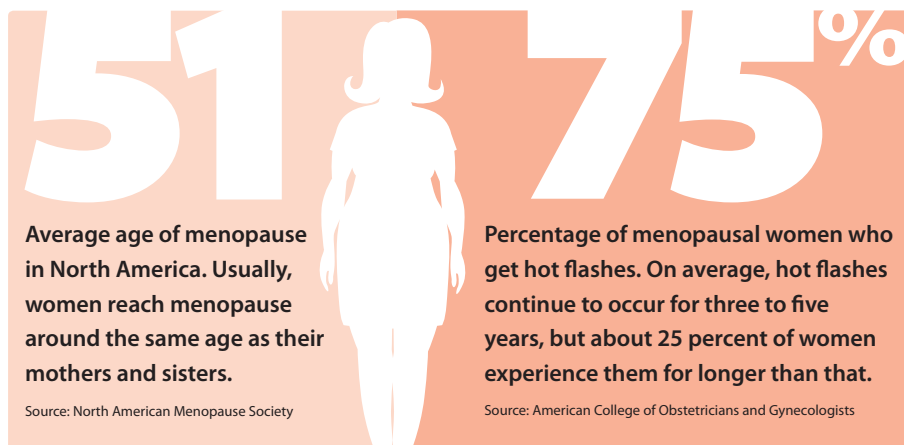 51
Average age of menopause
in North America. Usually,
women reach menopause
around the same age as their
mothers and sisters.
Source: North American Menopause Society
75%
Percentage of menopausal women who
get hot flashes. On average, hot flashes
continue to occur for three to five
years, but about 25 percent of women
experience them for longer than that.
Source: American College of Obstetricians and Gynecologists